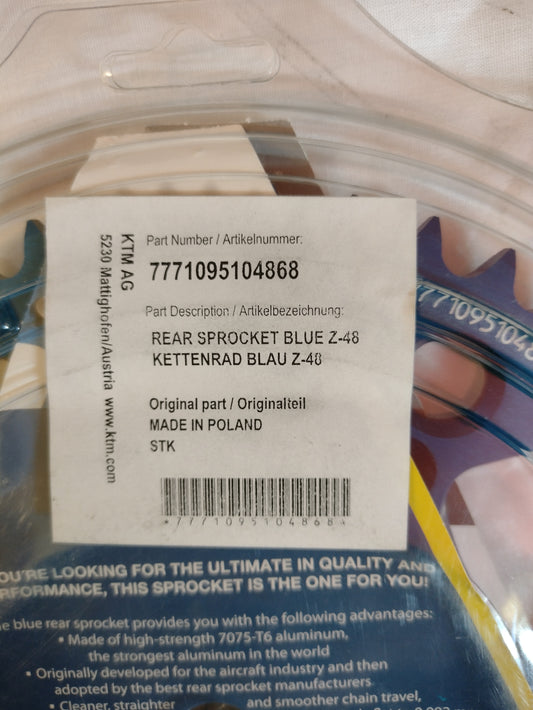 KTM AG
5230 Mattighofen/Austria www.ktm.com
Part Number / Artikelnummer:
7771095104868
Part Description / Artikelbezeichnung:
REAR SPROCKET BLUE Z-48
KETTENRAD BLAU Z-48
Original part / Originalteil
MADE IN POLAND
STK
*7771095104868*
7710951048
YOU'RE LOOKING FOR THE ULTIMATE IN QUALITY AND
THIS SPROCKET IS THE ONE FOR YOU!
blue rear sprocket provides you with the following advantages:
• Made of high-strength 7075-T6 aluminum,
the strongest aluminum in the world
• Originally developed for the aircraft industry and then
adopted by the best rear sprocket manufacturers
• Cleaner, straighter and smoother chain travel,